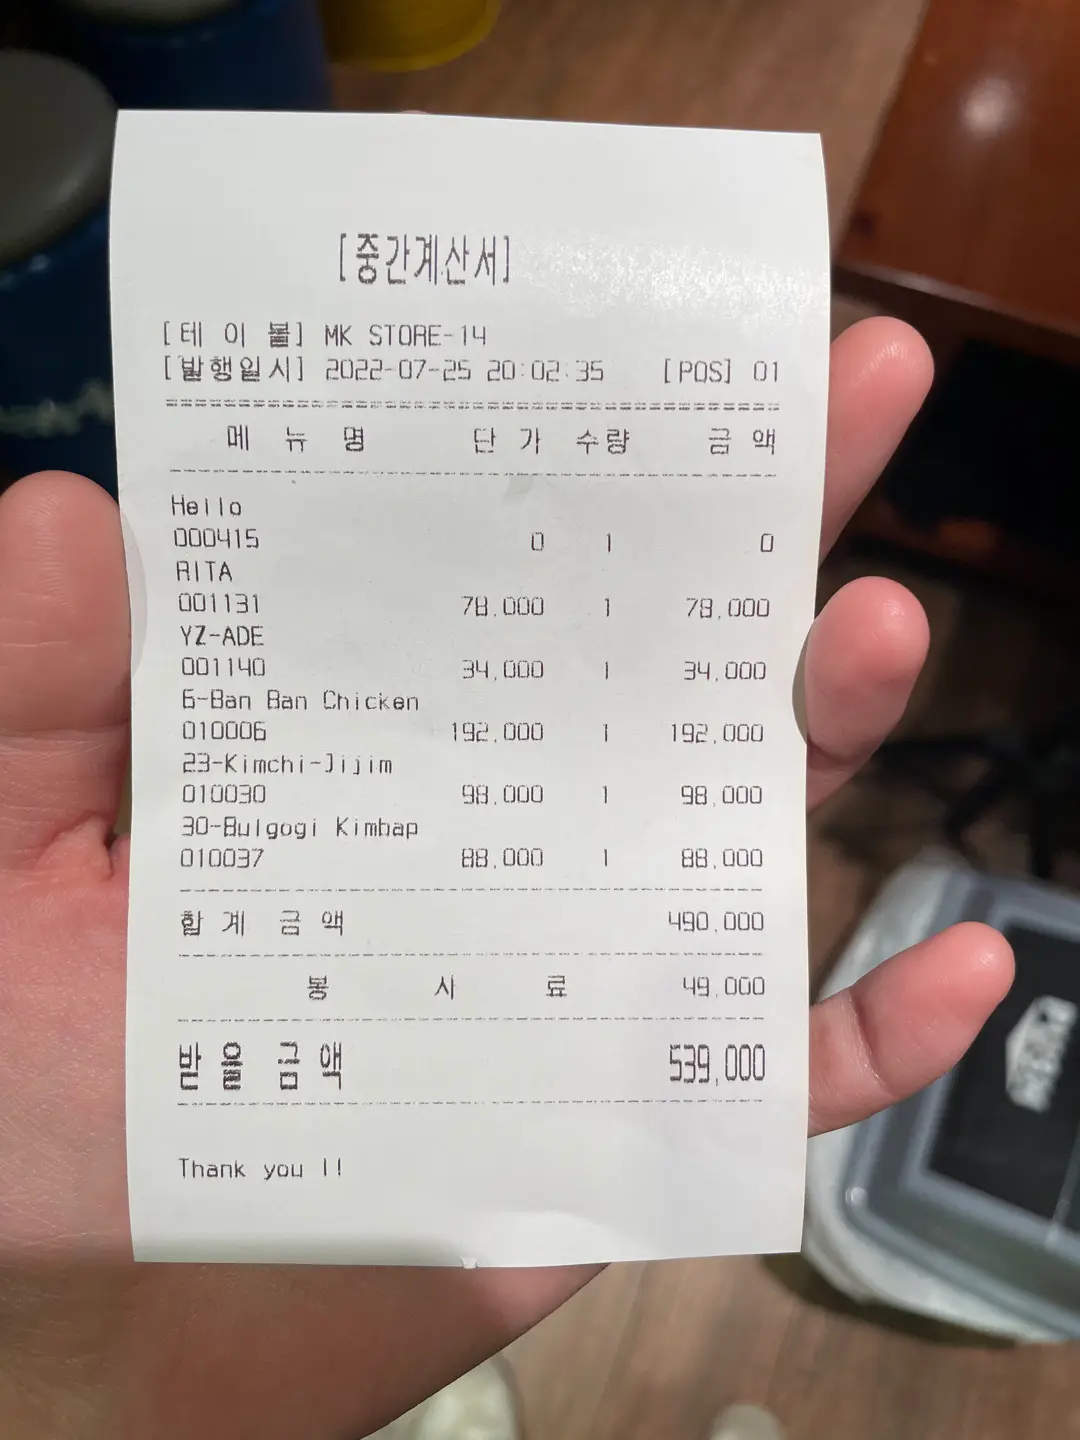 [중간계산서]
[테 이 블] MK STORE-14
[발행일시] 2022-07-25 20:02:35 [POS] 01
메 뉴 명 단 가 수량 금 액
Hello
000415 0 1 0
RITA
001131 78,000 1 78,000
YZ-ADE
001140 34,000 1 34,000
6-Ban Ban Chicken
010006 192,000 1 192,000
23-Kimchi-Jijim
010030 98,000 1 98,000
30-Bulgogi Kimbap
010037 88,000 1 88,000
합 계 금 액 490,000
봉 사 료 49,000
받 을 금 액 539,000
Thank you !!